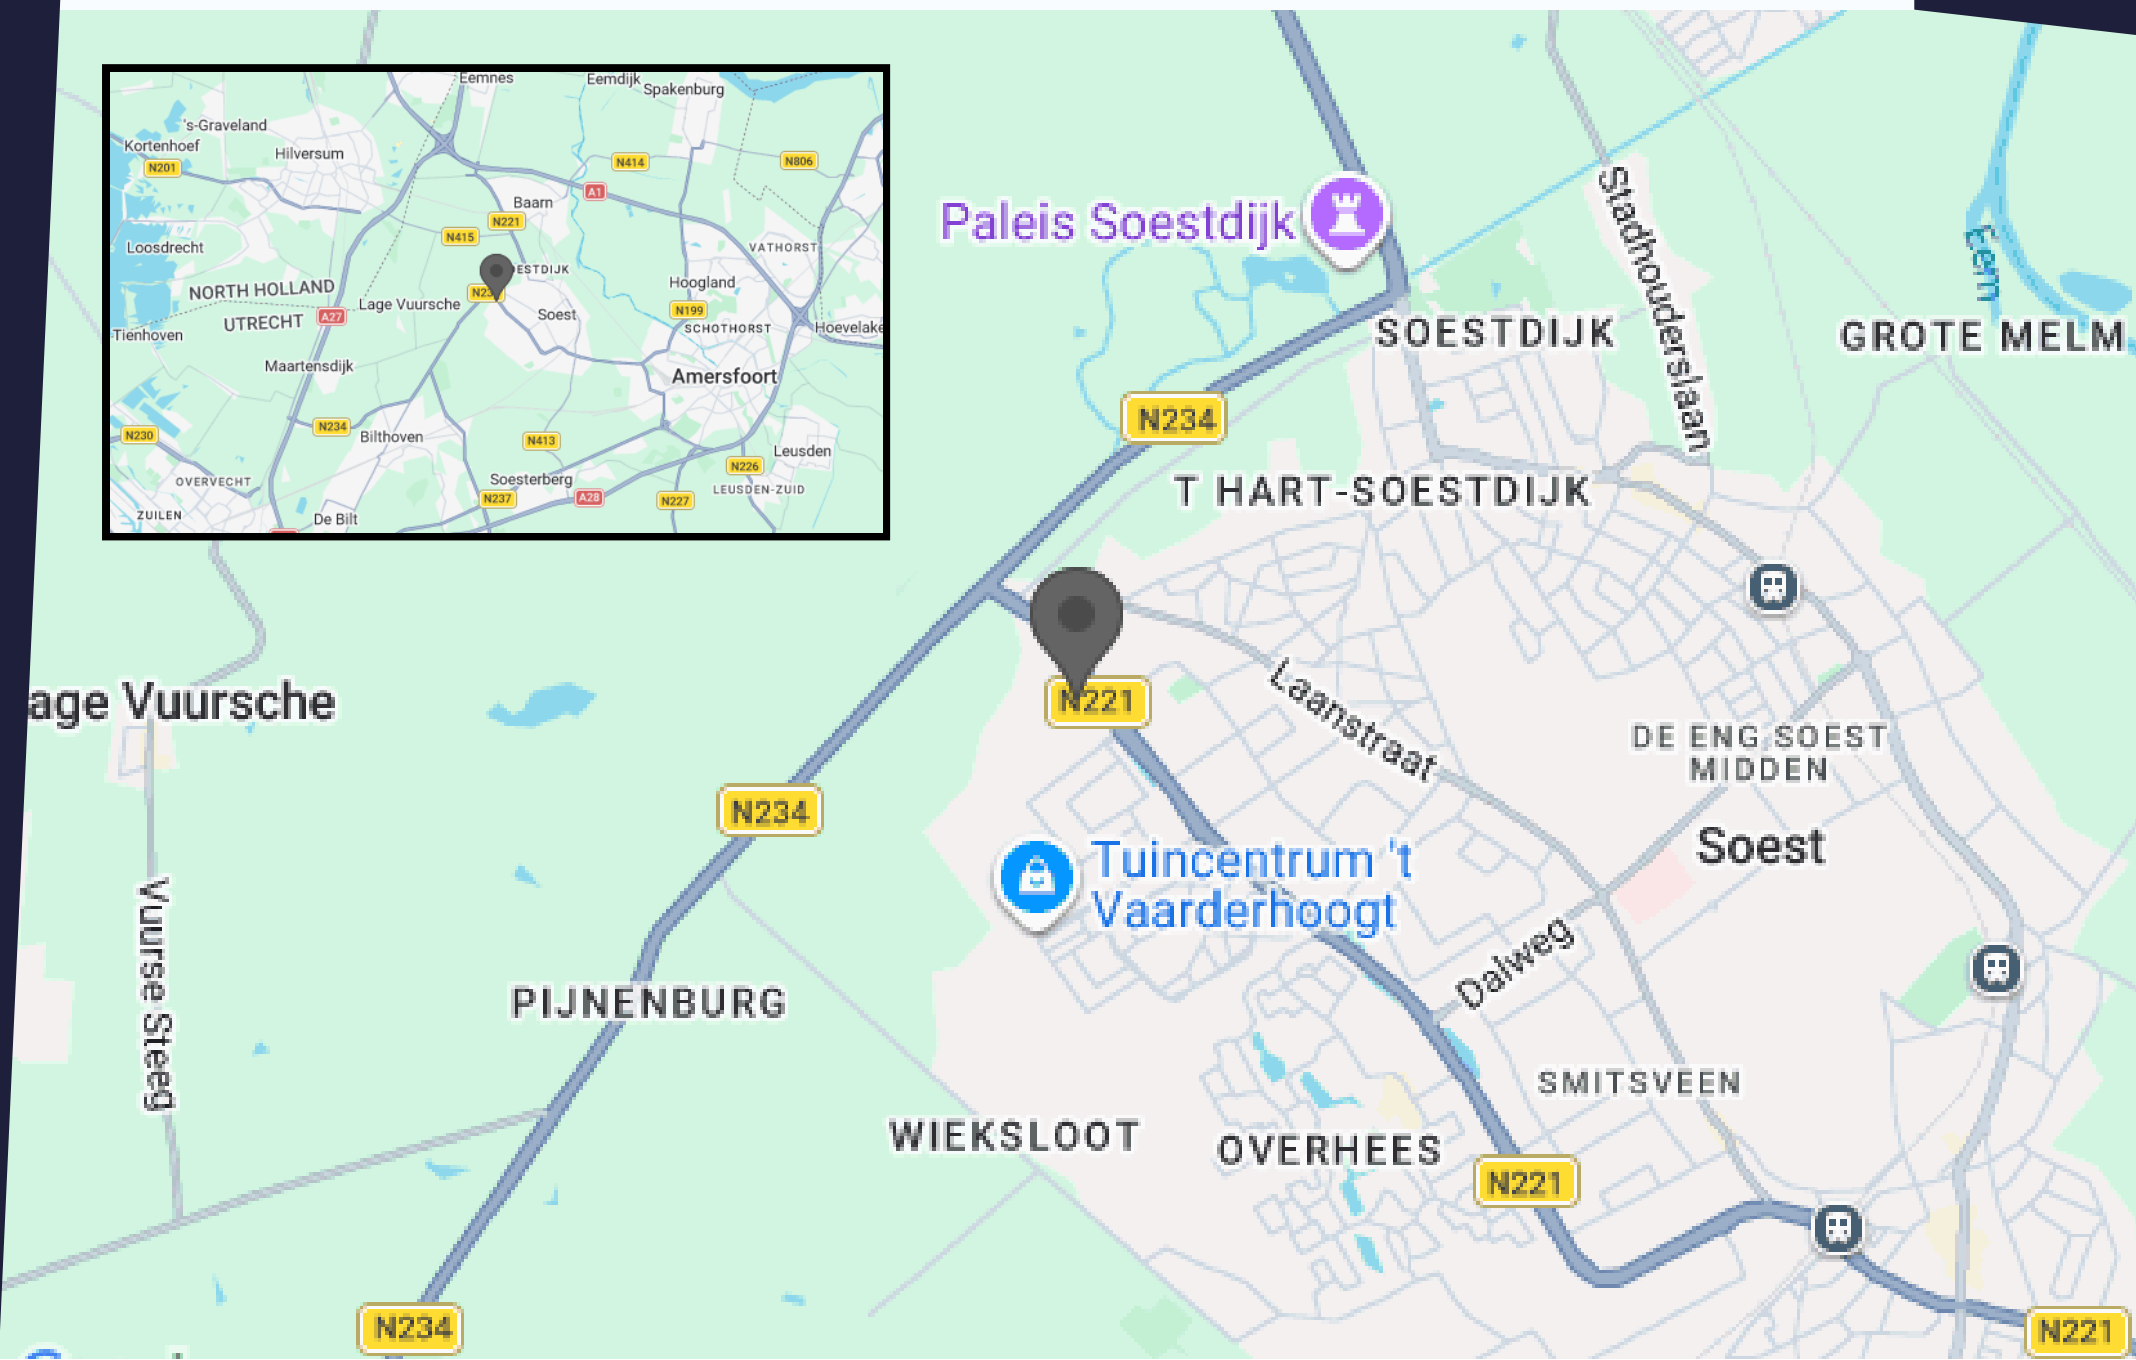 Eemnes
Eemdijk
Spakenburg
's-Graveland
Kortenhoef
Hilversum
N201
N414
N806
A1
Baarn
N221
N415
VATHORST
Loosdrecht
ESTDIJK
Hoogland
NORTH HOLLAND
Lage Vuursche
N199
UTRECHT
A27
Soest
SCHOTHORST
Hoevelake
Tienhoven
Maartensdijk
Amersfoort
N234
N230
Bilthoven
N413
Leusden
OVERVECHT
Soesterberg
N226
N237
A28
N227
LEUSDEN-ZUID
ZUILEN
De Bilt
Paleis Soestdijk
Stadhouderslaan
Eem
SOESTDIJK
GROTE MELM
N234
T HART-SOESTDIJK
age Vuursche
N221
Laanstraat
DE ENG SOEST
MIDDEN
N234
Soest
Tuincentrum 't
Vaarderhoogt
Vuurse Steeg
Dalweg
PIJNENBURG
SMITSVEEN
WIEKSLOOT
OVERHEES
N221
N234
N221